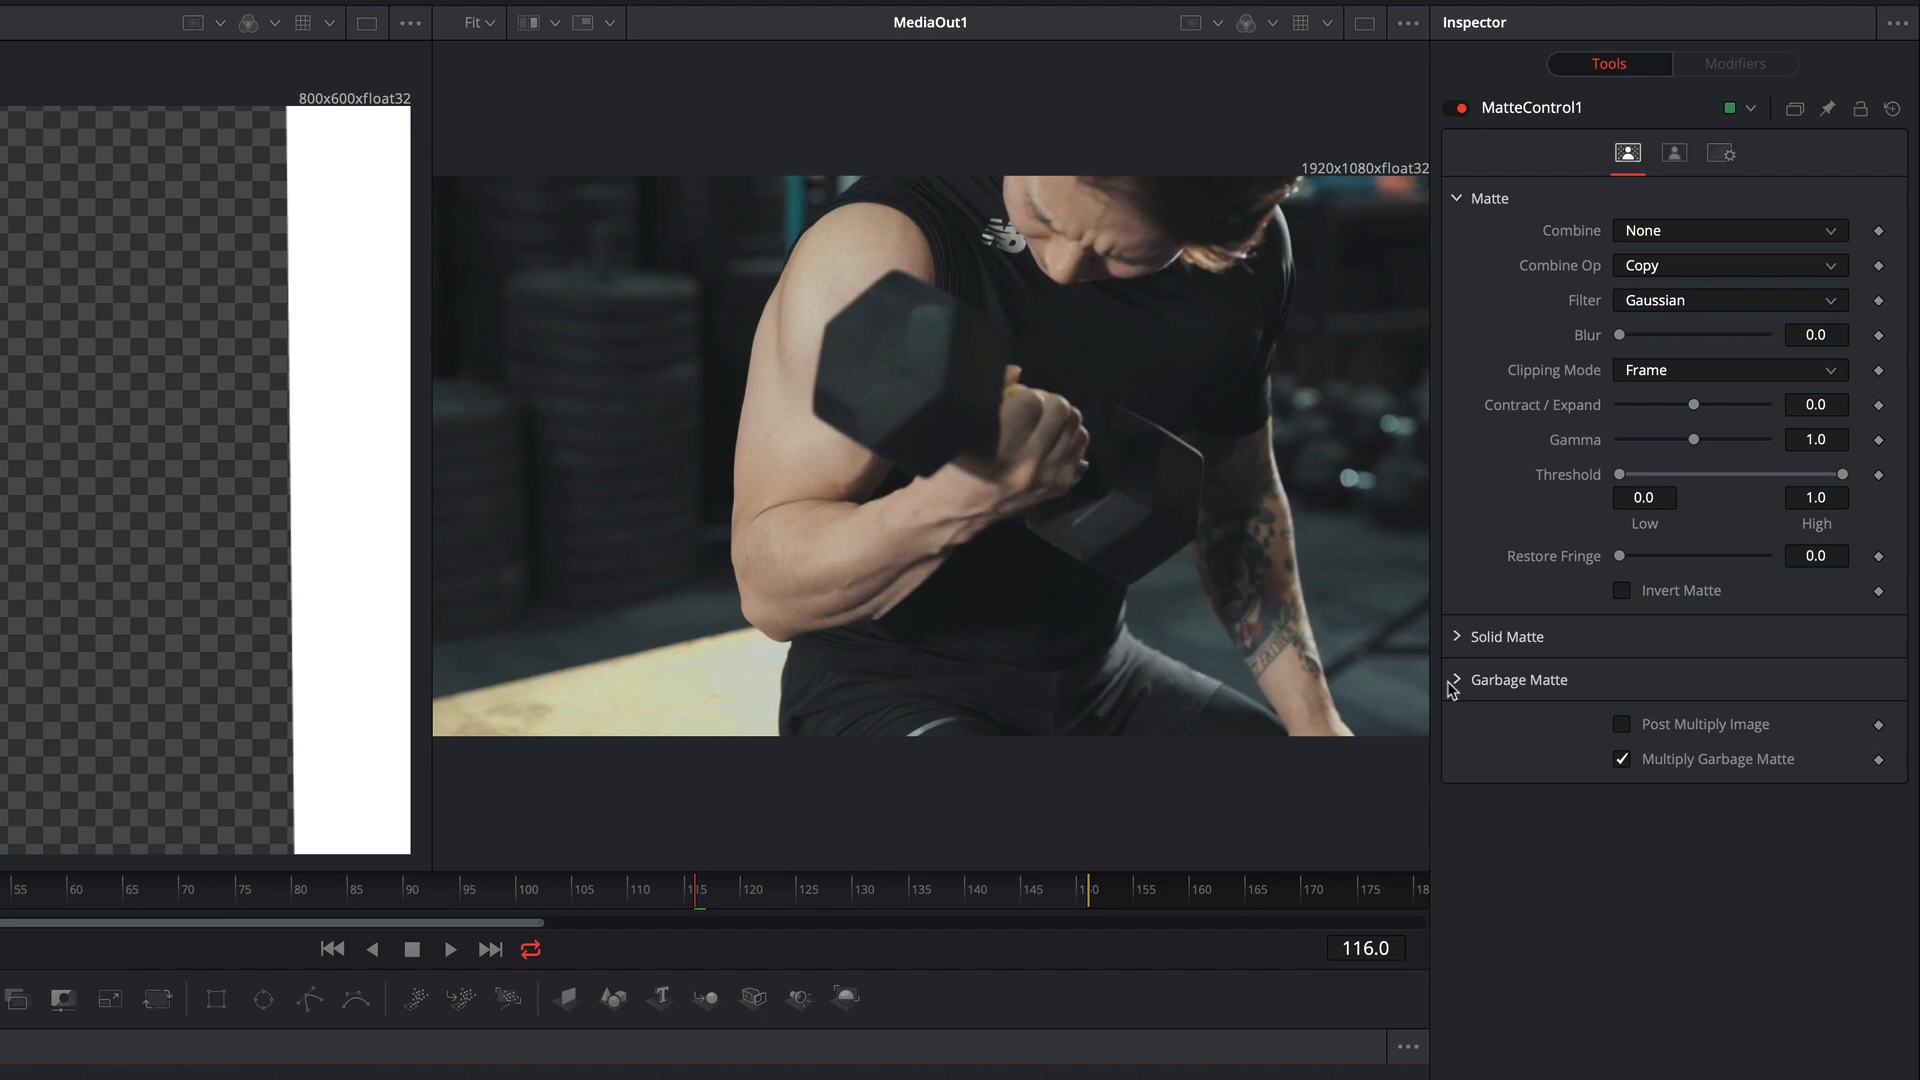 Fit
MediaOut1
Inspector
Tools
Modifiers
800x600xfloat32
MatteControl1
1920x1080xfloat32
Matte
Combine
None
Combine Op
Copy
Filter
Gaussian
Blur
0.0
Clipping Mode
Frame
Contract / Expand
0.0
Gamma
1.0
Threshold
0.0
1.0
Low
High
Restore Fringe
0.0
Invert Matte
Solid Matte
Garbage Matte
Post Multiply Image
Multiply Garbage Matte
55 60 65 70 75 80 85 90 95 100 105 110 115 120 125 130 135 140 145 150 155 160 165 170 175 18
116.0